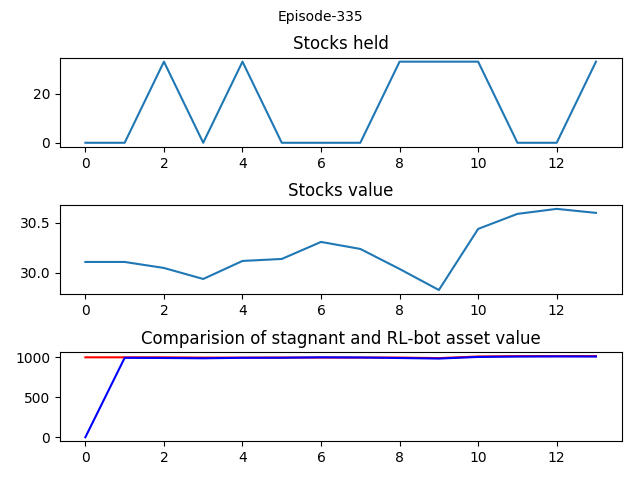 Episode-335
Stocks held
20
0
0 2 4 6 8 10 12
Stocks value
30.5
30.0
0 2 4 6 8 10 12
Comparision of stagnant and RL-bot asset value
1000
500
0
0 2 4 6 8 10 12